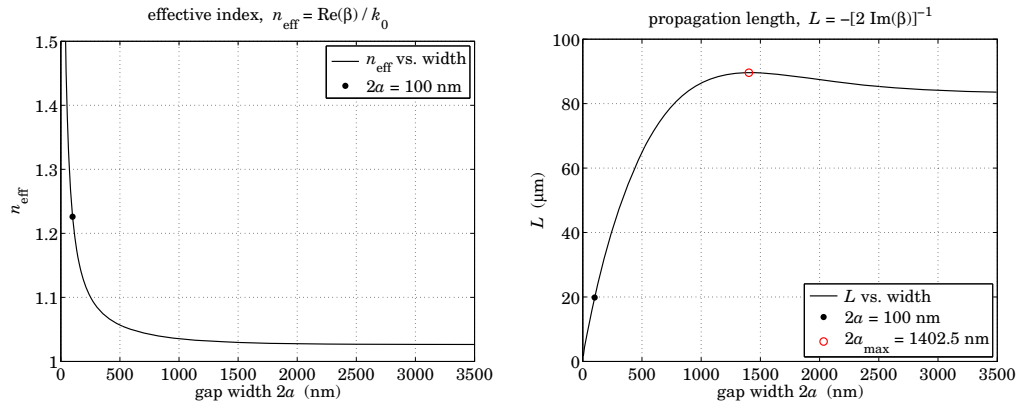 effective index, n_eff = Re(β) / k_0
1.5
1.4
1.3
1.2
1.1
1
n_eff
0 500 1000 1500 2000 2500 3000 3500
gap width 2a (nm)
n_eff vs. width
2a = 100 nm
propagation length, L = −[2 Im(β)]^−1
100
80
60
40
20
0
L (μm)
0 500 1000 1500 2000 2500 3000 3500
gap width 2a (nm)
L vs. width
2a = 100 nm
2a_max = 1402.5 nm